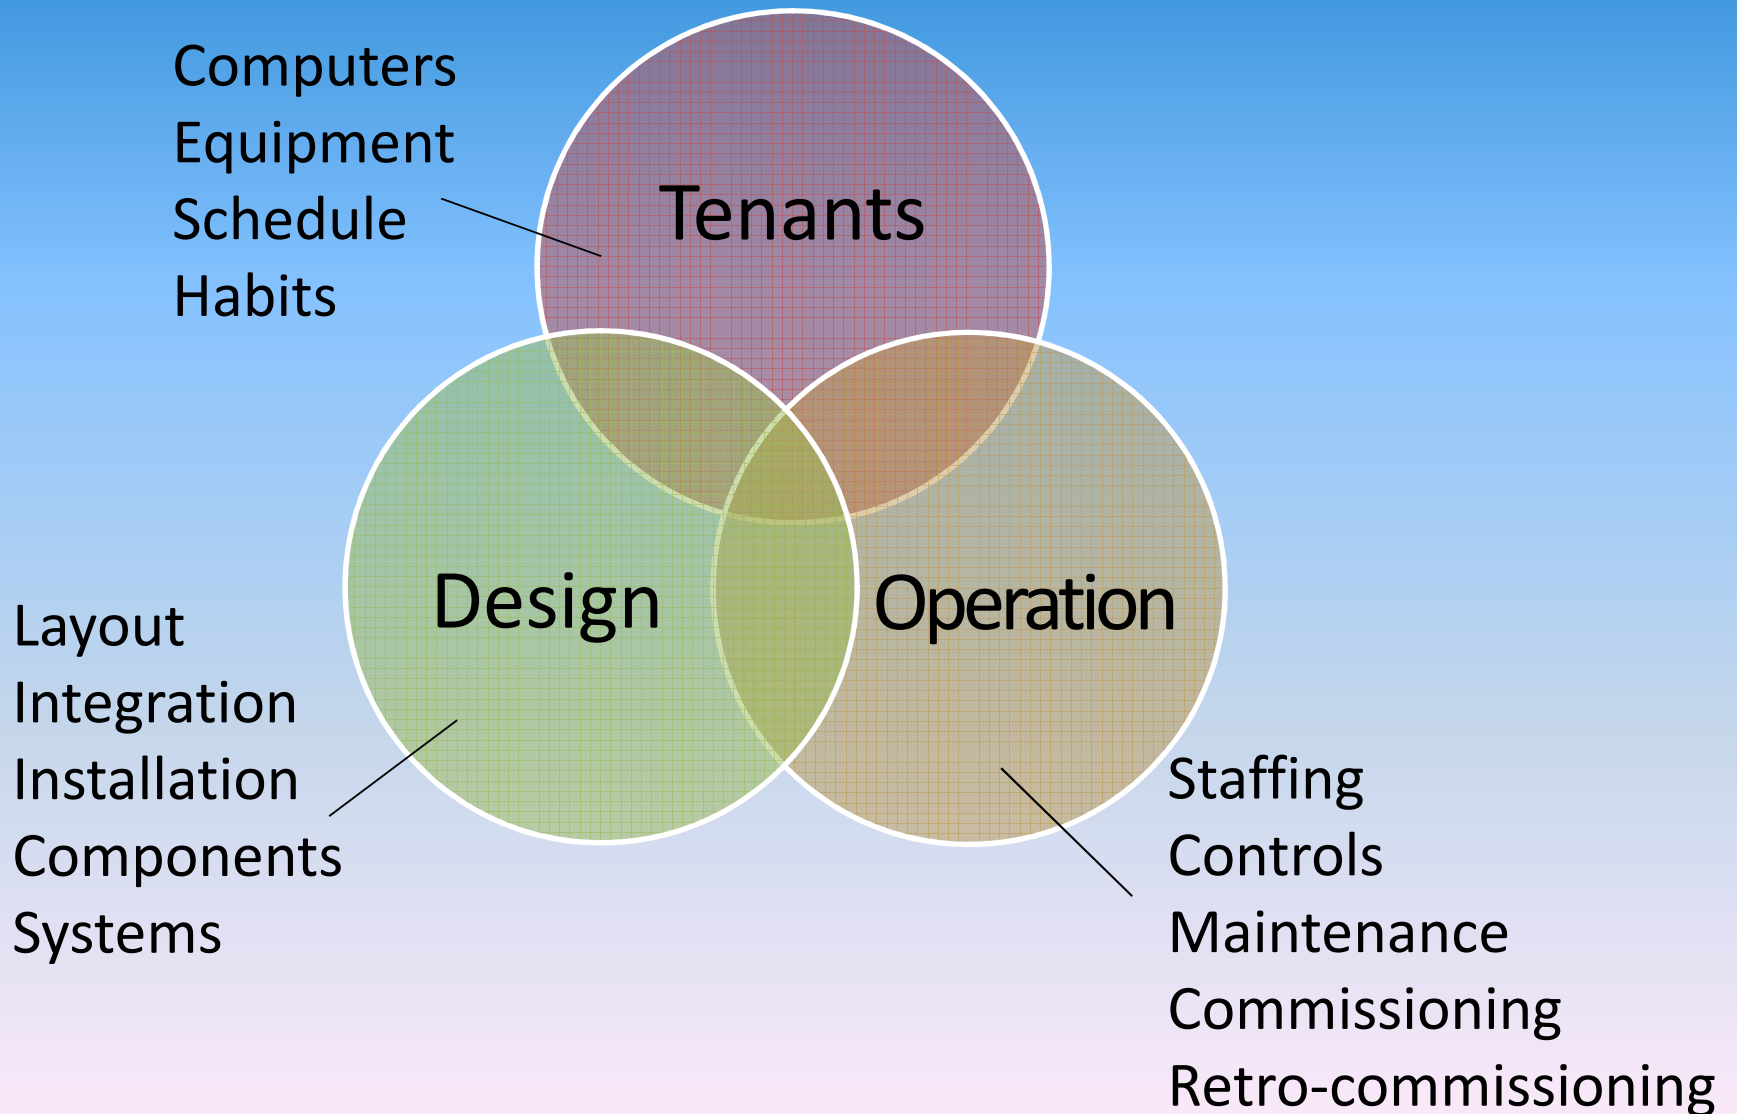 Computers
Equipment
Schedule
Habits
Tenants
Design
Operation
Layout
Integration
Installation
Components
Systems
Staffing
Controls
Maintenance
Commissioning
Retro-commissioning